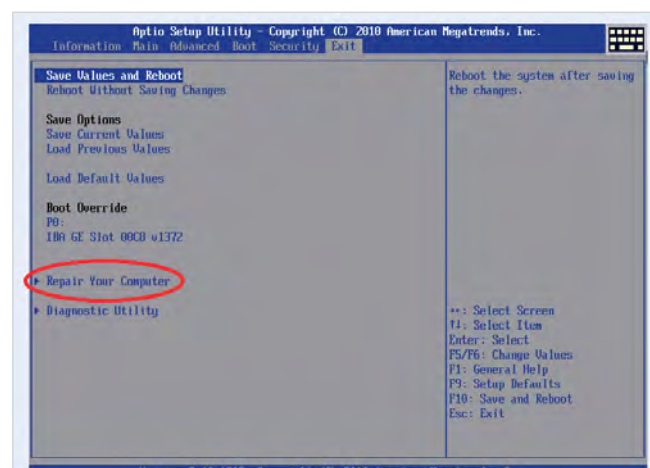 Aptio Setup Utility - Copyright (C) 2010 American Megatrends, Inc.
Information Main Advanced Boot Security Exit
Save Values and Reboot
Reboot Without Saving Changes
Save Options
Save Current Values
Load Previous Values
Load Default Values
Boot Override
P0:
IBA GE Slot 00C8 v1372
Repair Your Computer
Diagnostic Utility
Reboot the system after saving
the changes.
↔: Select Screen
↑↓: Select Item
Enter: Select
F5/F6: Change Values
F1: General Help
F9: Setup Defaults
F10: Save and Reboot
Esc: Exit